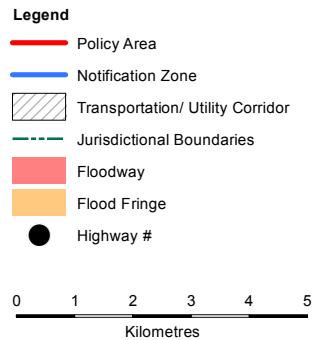 Legend
Policy Area
Notification Zone
Transportation/ Utility Corridor
Jurisdictional Boundaries
Floodway
Flood Fringe
Highway #
0 1 2 3 4 5
Kilometres